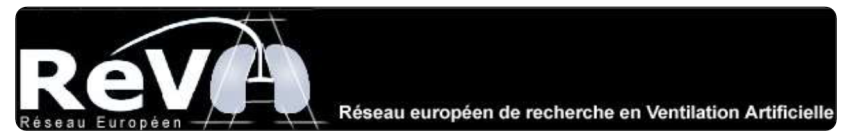 ReVA
Réseau Européen
Réseau européen de recherche en Ventilation Artificielle